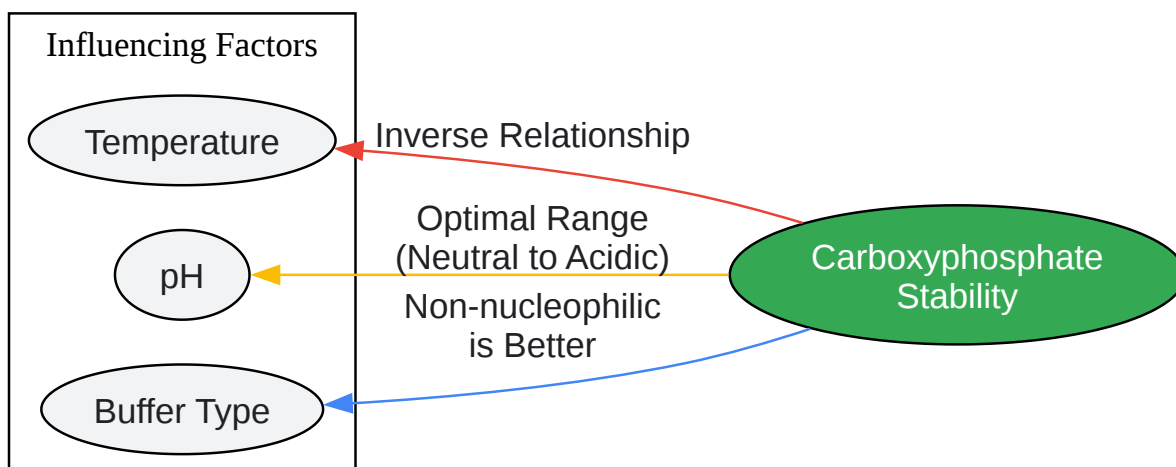 Influencing Factors
Temperature
Inverse Relationship
Optimal Range
(Neutral to Acidic)
pH
Carboxyphosphate
Stability
Non-nucleophilic
is Better
Buffer Type